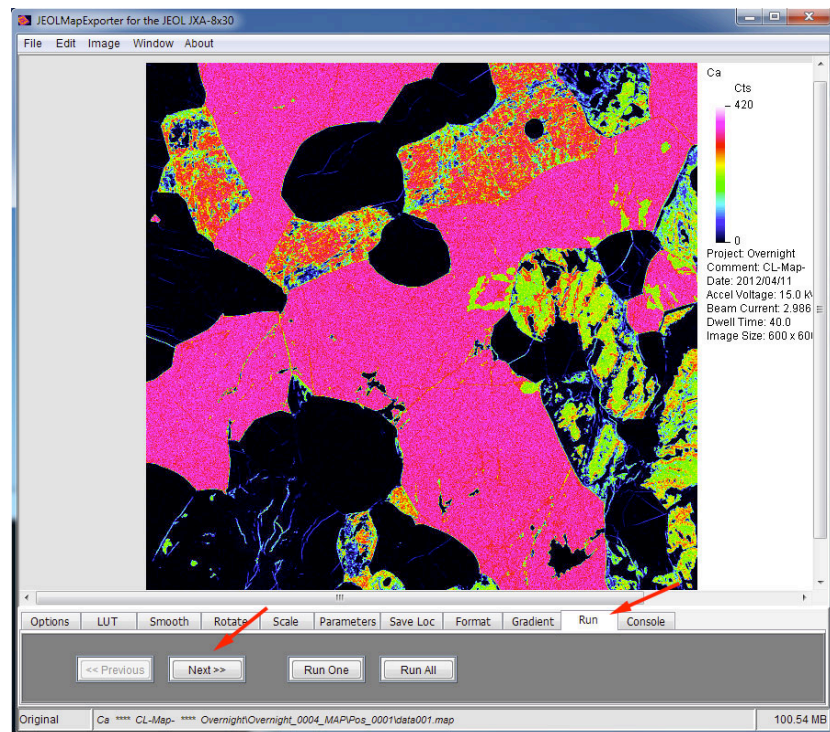 JEOLMapExporter for the JEOL JXA-8x30
File Edit Image Window About
Ca
Cts
420
0
Project: Overnight
Comment: CL-Map-
Date: 2012/04/11
Accel Voltage: 15.0
Beam Current: 2.986
Dwell Time: 40.0
Image Size: 600 x
Options LUT Smooth Rotate Scale Parameters Save Loc Format Gradient Run Console
<< Previous Next >> Run One Run All
Original Ca **** CL-Map- **** Overnight\Overnight_0004_MAP\Pos_0001\data001.map 100.54 MB